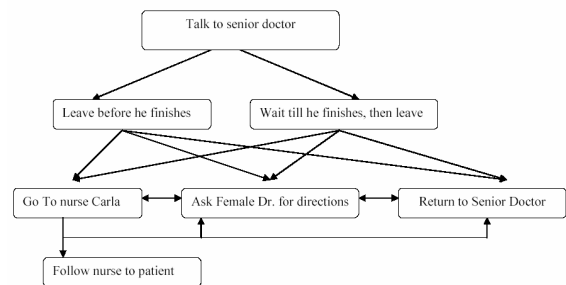 Talk to senior doctor
Leave before he finishes
Wait till he finishes, then leave
Go To nurse Carla
Ask Female Dr. for directions
Return to Senior Doctor
Follow nurse to patient